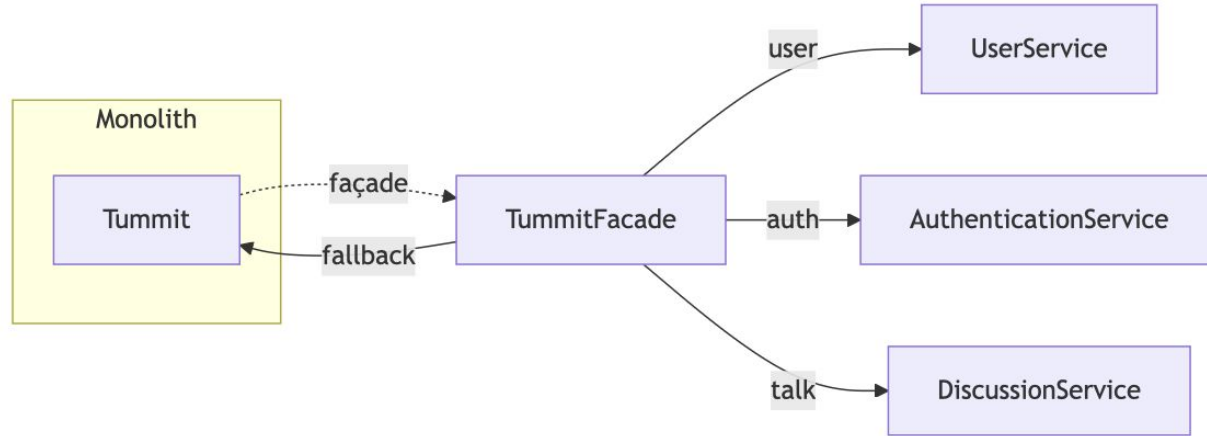 Monolith
Tummit
façade
fallback
TummitFacade
user
auth
talk
UserService
AuthenticationService
DiscussionService